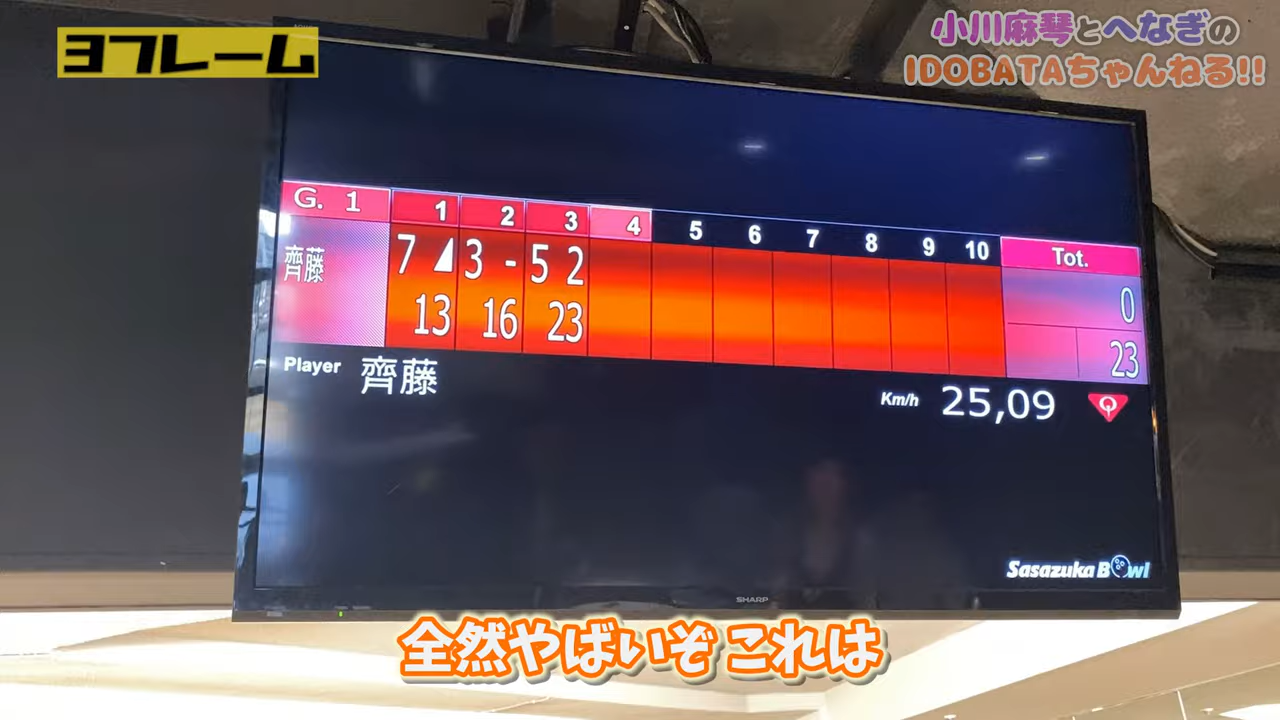 ヨフレーム
小川麻琴とへなぎの
IDOBATAちゃんねる!!
G. 1 1 2 3 4 5 6 7 8 9 10 Tot.
齊藤 7 ◢ 3 - 5 2 0
13 16 23 23
Player 齊藤 Km/h 25,09
Sasazuka Bowl
SHARP
全然やばいぞ これは